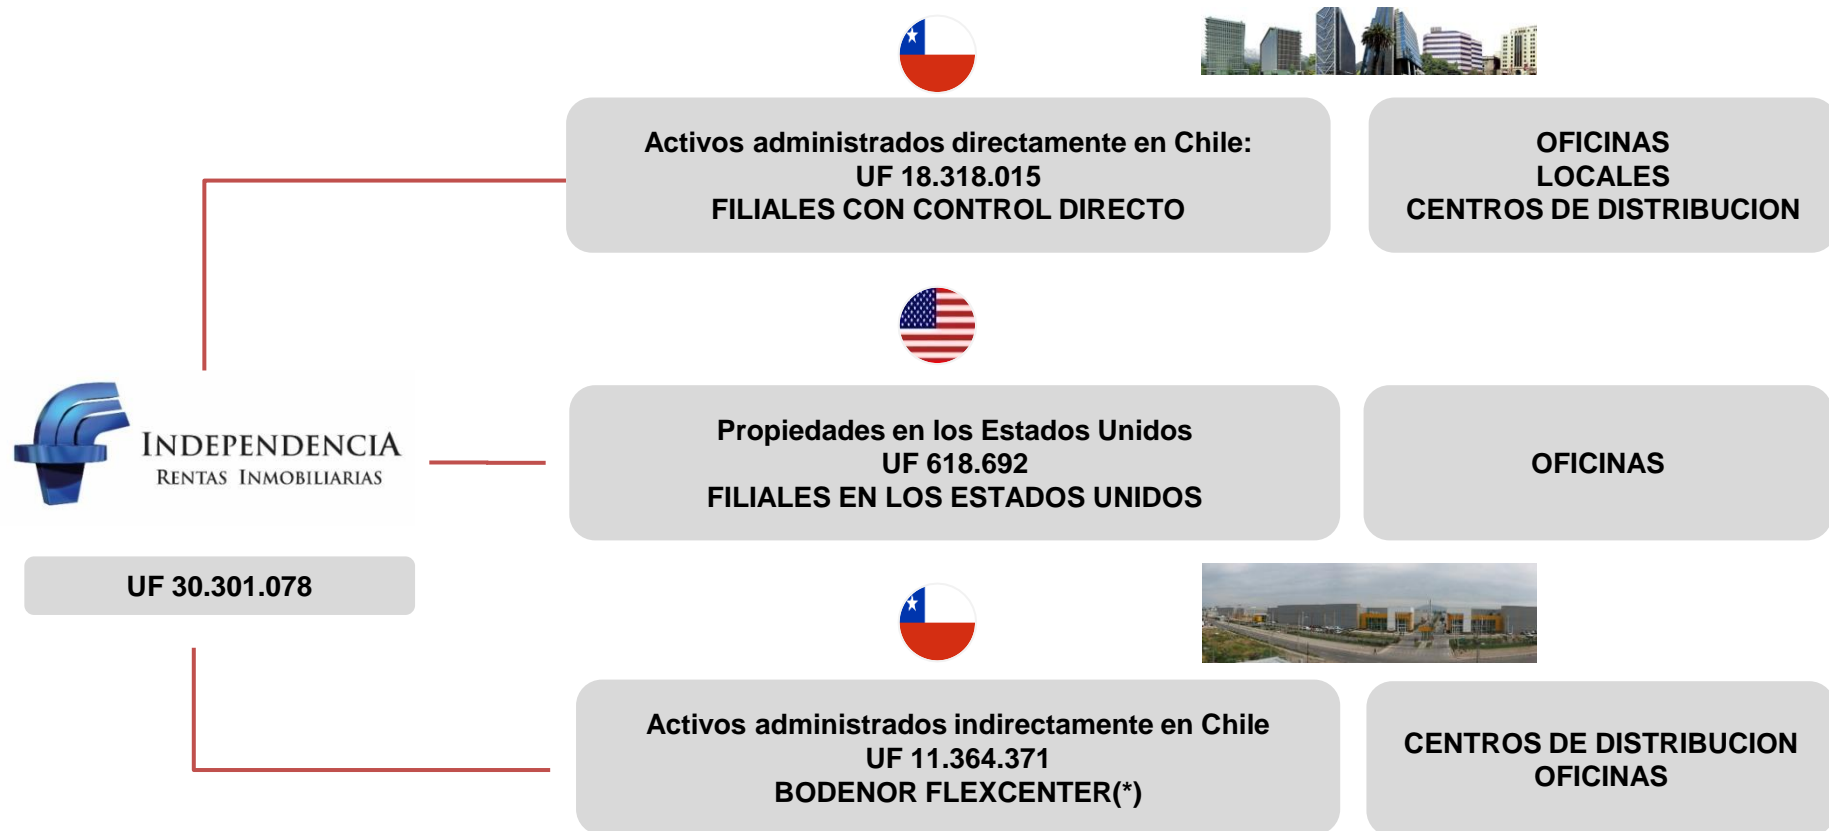 Activos administrados directamente en Chile:
UF 18.318.015
FILIALES CON CONTROL DIRECTO
OFICINAS
LOCALES
CENTROS DE DISTRIBUCION
INDEPENDENCIA
RENTAS INMOBILIARIAS
UF 30.301.078
Propiedades en los Estados Unidos
UF 618.692
FILIALES EN LOS ESTADOS UNIDOS
OFICINAS
Activos administrados indirectamente en Chile
UF 11.364.371
BODENOR FLEXCENTER(*)
CENTROS DE DISTRIBUCION
OFICINAS